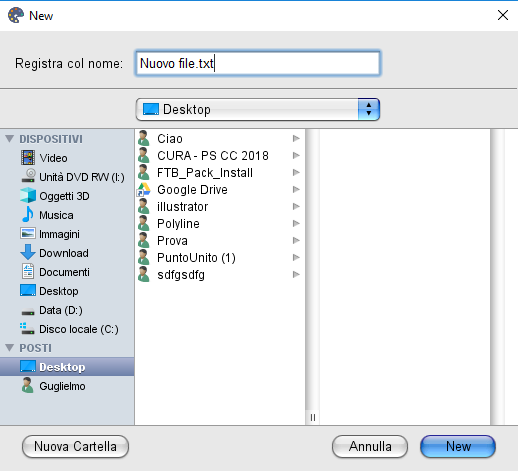 New
Registra col nome:
Nuovo file.txt
Desktop
DISPOSITIVI
Video
Unità DVD RW (I:)
Oggetti 3D
Musica
Immagini
Download
Documenti
Desktop
Data (D:)
Disco locale (C:)
POSTI
Desktop
Guglielmo
Ciao
CURA - PS CC 2018
FTB_Pack_Install
Google Drive
illustrator
Polyline
Prova
PuntoUnito (1)
sdfgsdfg
Nuova Cartella
Annulla
New